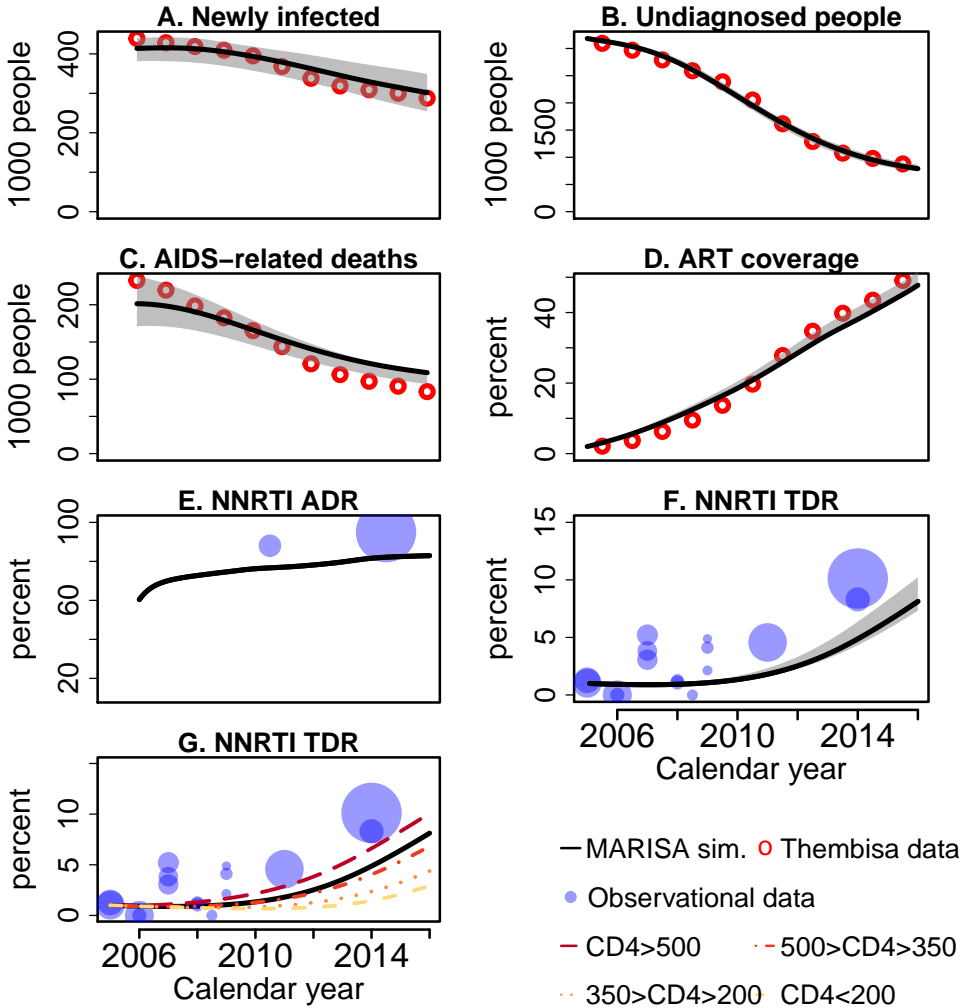 A. Newly infected
1000 people
0
200
400
B. Undiagnosed people
1000 people
0
1500
C. AIDS−related deaths
1000 people
0
100
200
D. ART coverage
percent
0
20
40
E. NNRTI ADR
percent
20
60
100
F. NNRTI TDR
percent
0
5
10
15
2006 2010 2014
Calendar year
G. NNRTI TDR
percent
0
5
10
2006 2010 2014
Calendar year
MARISA sim. Thembisa data
Observational data
CD4>500 500>CD4>350
350>CD4>200 CD4<200